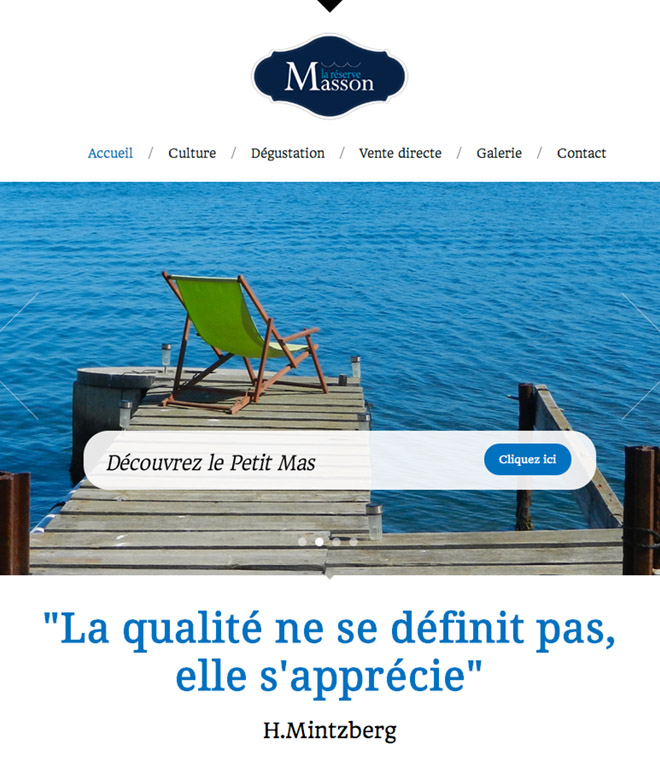 la réserve
Masson
Accueil / Culture / Dégustation / Vente directe / Galerie / Contact
Découvrez le Petit Mas
Cliquez ici
"La qualité ne se définit pas,
elle s'apprécie"
H.Mintzberg